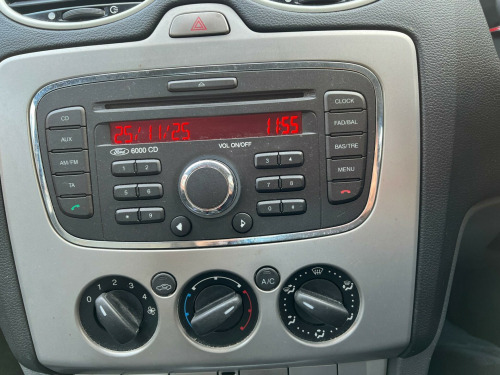 CD
AUX
AM/FM
TA
25/11/25 11:55
Ford 6000 CD VOL ON/OFF
1 2 3 4
5 6 7 8
9 0
CLOCK
FAD/BAL
BAS/TRE
MENU
0 1 2 3 4
A/C